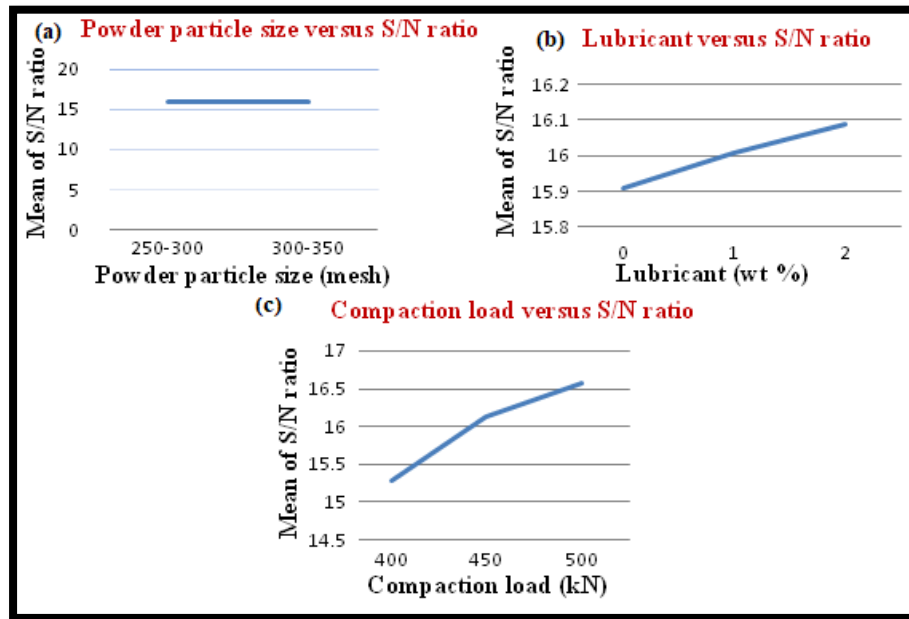 (a) Powder particle size versus S/N ratio
Mean of S/N ratio
20
15
10
5
0
250-300 300-350
Powder particle size (mesh)
(b) Lubricant versus S/N ratio
Mean of S/N ratio
16.2
16.1
16
15.9
15.8
0 1 2
Lubricant (wt %)
(c) Compaction load versus S/N ratio
Mean of S/N ratio
17
16.5
16
15.5
15
14.5
400 450 500
Compaction load (kN)